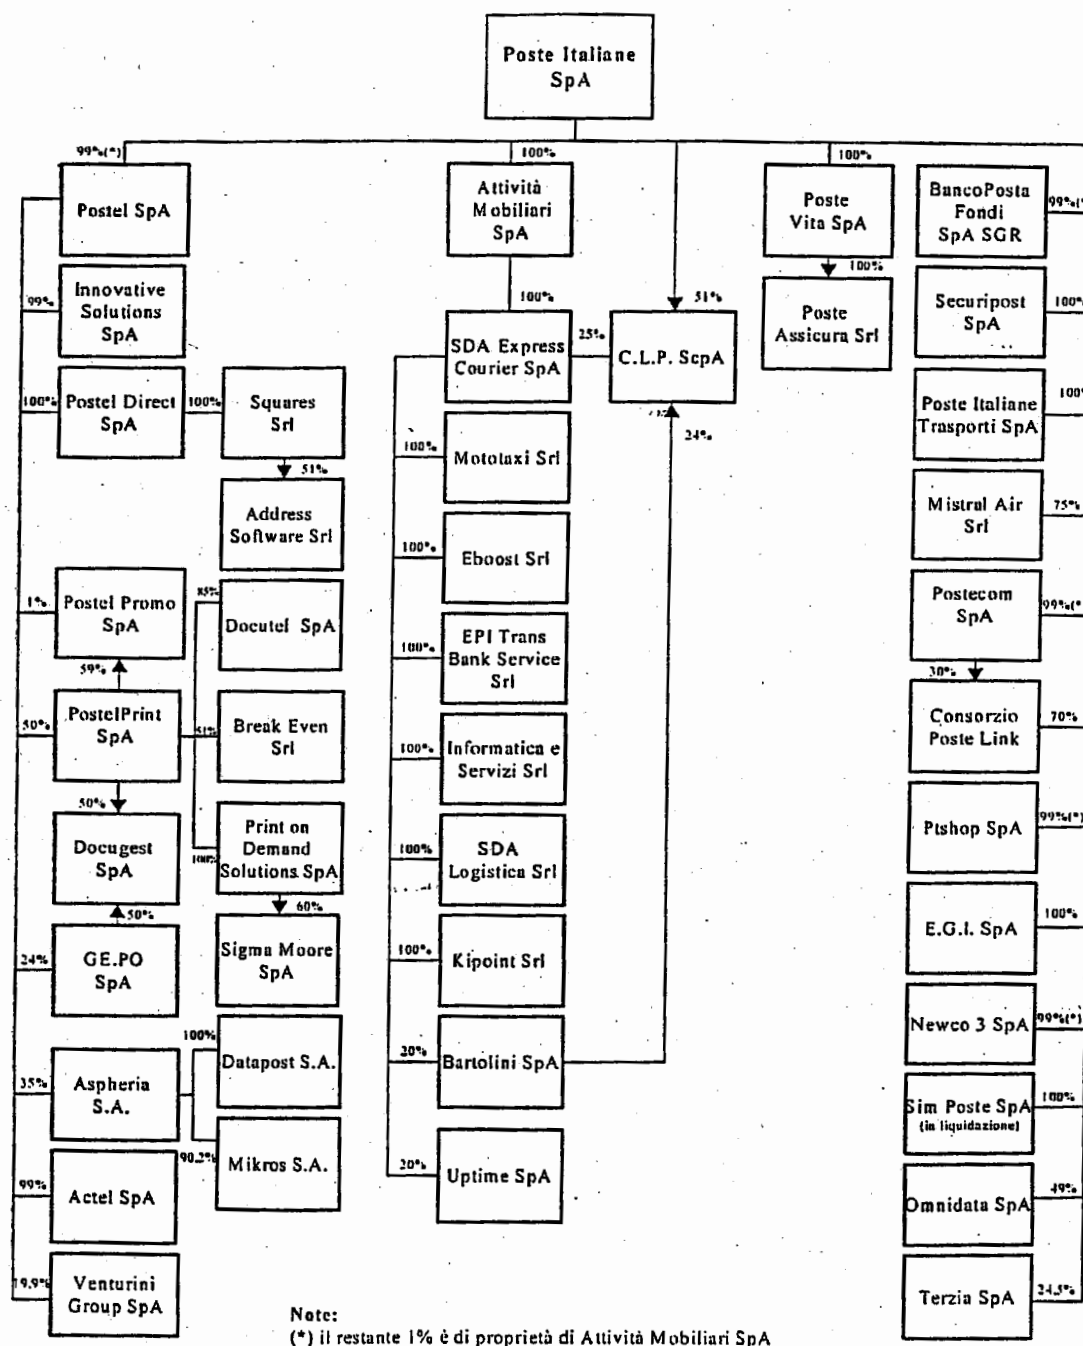 Poste Italiane
SpA
99%(*)
100%
100%
Postel SpA
Attività
Mobiliari
SpA
Poste
Vita SpA
BancoPosta
Fondi
SpA SGR
99%(*
99%
Innovative
Solutions
SpA
100%
51%
100%
Poste
Assicura Srl
Securipost
SpA
100%
SDA Express
Courier SpA
25%
C.L.P. ScpA
100%
Postel Direct
SpA
100%
Squares
Srl
Poste Italiane
Trasporti SpA
100%
24%
51%
100%
Mototaxi Srl
Address
Software Srl
Mistral Air
Srl
75%
100%
Eboost Srl
1%
Postel Promo
SpA
85%
Docutel SpA
Postecom
SpA
99%(*
100%
EPI Trans
Bank Service
Srl
59%
30%
50%
PostelPrint
SpA
51%
Break Even
Srl
Consorzio
Poste Link
70%
100%
Informatica e
Servizi Srl
50%
Docugest
SpA
100%
Print on
Demand
Solutions SpA
100%
SDA
Logistica Srl
Ptshop SpA
99%(*)
50%
60%
24%
GE.PO
SpA
Sigma Moore
SpA
100%
Kipoint Srl
E.G.I. SpA
100%
100%
Datapost S.A.
20%
Bartolini SpA
Newco 3 SpA
99%(*)
35%
Aspheria
S.A.
Sim Poste SpA
(in liquidazione)
100%
90.2%
Mikros S.A.
20%
Uptime SpA
99%
Actel SpA
Omnidata SpA
49%
19.9%
Venturini
Group SpA
Terzia SpA
24.5%
Note:
(*) il restante 1% è di proprietà di Attività Mobiliari SpA